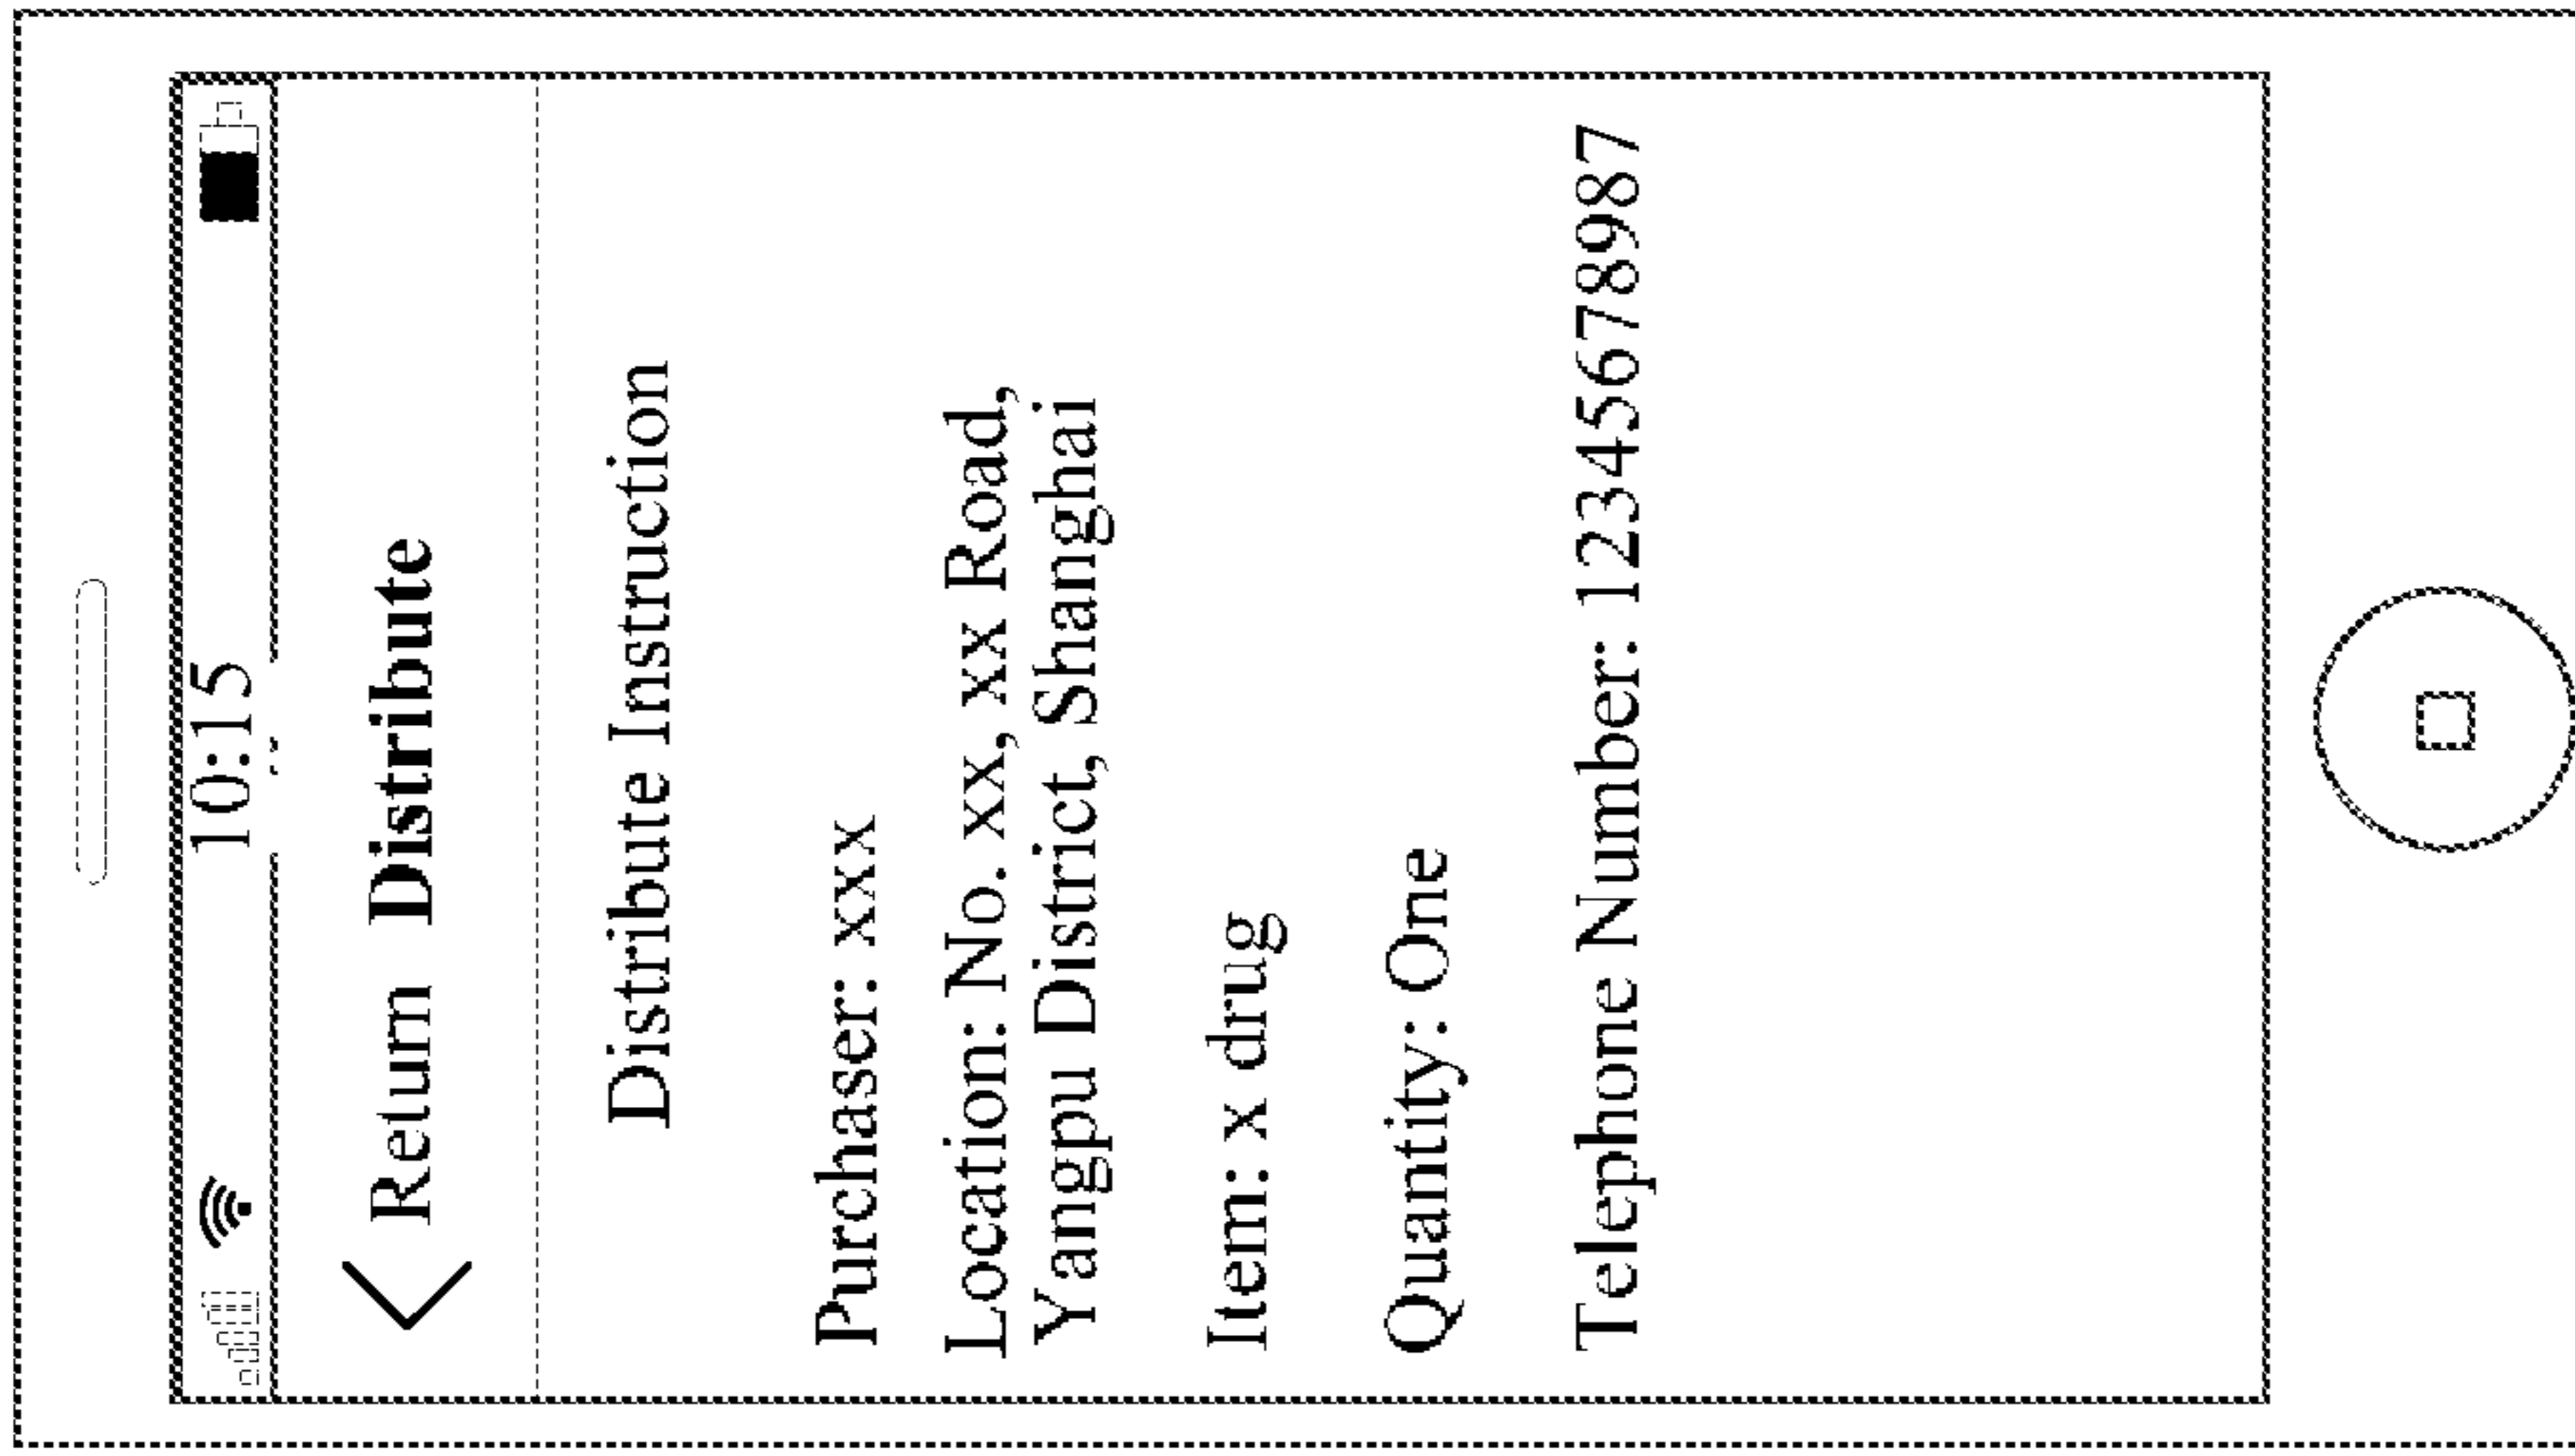 10:15
Return Distribute
Distribute Instruction
Purchaser: xxx
Location: No. xx, xx Road,
Yangpu District, Shanghai
Item: x drug
Quantity: One
Telephone Number: 12345678987